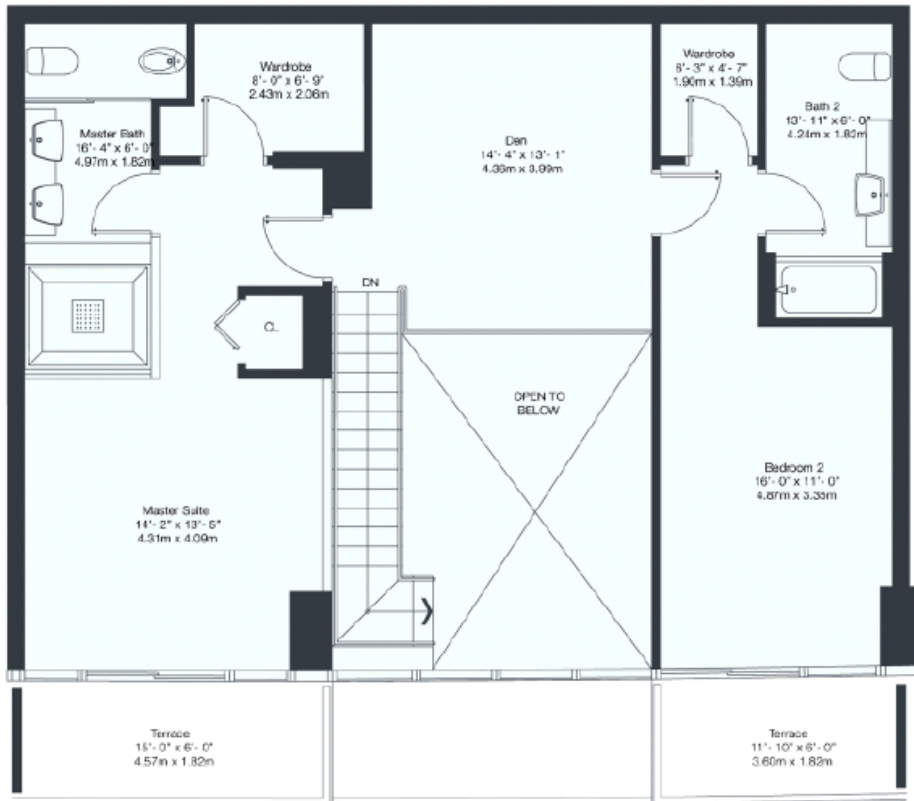 Wardrobe
8'- 0" x 6'- 9"
2.43m x 2.06m
Wardrobe
6'- 3" x 4'- 7"
1.90m x 1.39m
Master Bath
16'- 4" x 6'- 0"
4.97m x 1.82m
Den
14'- 4" x 13'- 1"
4.36m x 3.99m
Bath 2
13'- 11" x 6'- 0"
4.24m x 1.82m
DN
CL
OPEN TO
BELOW
Bedroom 2
16'- 0" x 11'- 0"
4.87m x 3.35m
Master Suite
14'- 2" x 13'- 5"
4.31m x 4.09m
Terrace
15'- 0" x 6'- 0"
4.57m x 1.82m
Terrace
11'- 10" x 6'- 0"
3.60m x 1.82m